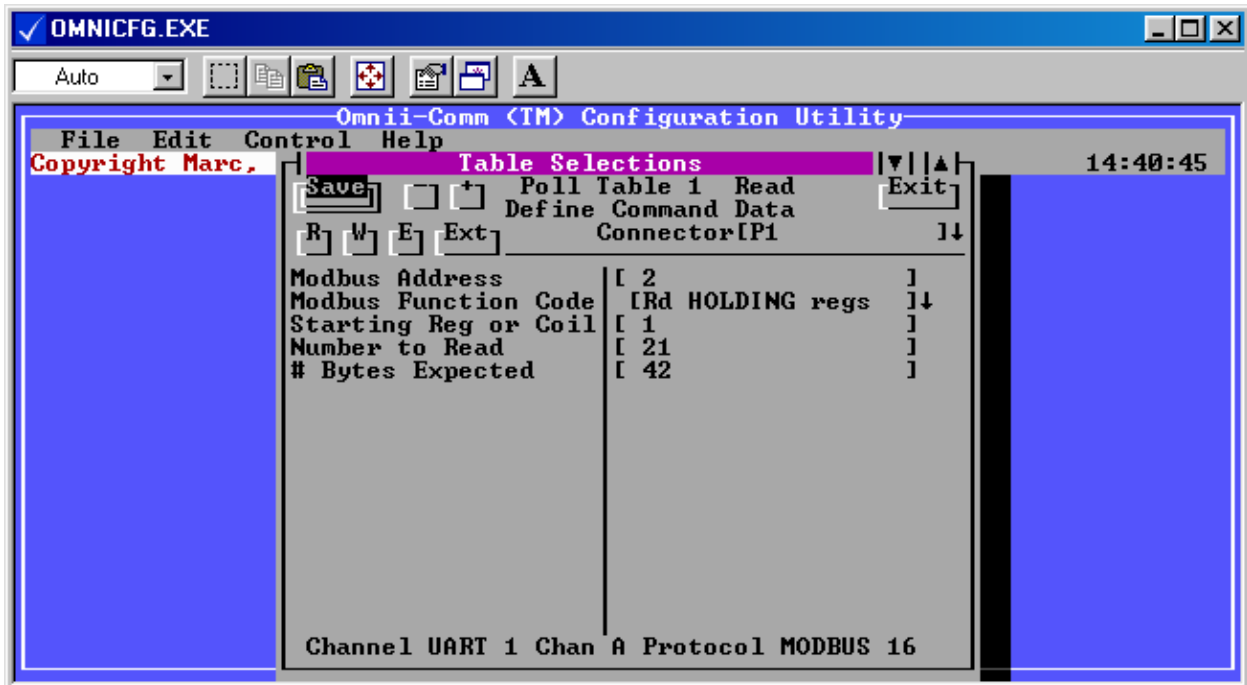 OMNICFG.EXE
Auto
A
Omnii-Comm (TM) Configuration Utility
File Edit Control Help
Copyright Marc, Table Selections 14:40:45
Save - + Poll Table 1 Read Exit
Define Command Data
R W E Ext Connector[P1 ]↓
Modbus Address [ 2 ]
Modbus Function Code [Rd HOLDING regs ]↓
Starting Reg or Coil [ 1 ]
Number to Read [ 21 ]
# Bytes Expected [ 42 ]
Channel UART 1 Chan A Protocol MODBUS 16